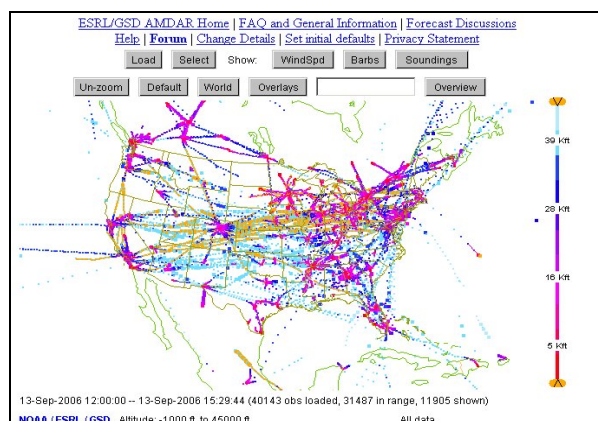 ESRL/GSD AMDAR Home | FAQ and General Information | Forecast Discussions
Help | Forum | Change Details | Set initial defaults | Privacy Statement
Load Select Show: WindSpd Barbs Soundings
Un-zoom Default World Overlays Overview
39 Kft
28 Kft
16 Kft
5 Kft
13-Sep-2006 12:00:00 -- 13-Sep-2006 15:29:44 (40143 obs loaded, 31487 in range, 11905 shown)
NOAA / ESRL / GSD Altitude: -1000 ft. to 45000 ft. All data